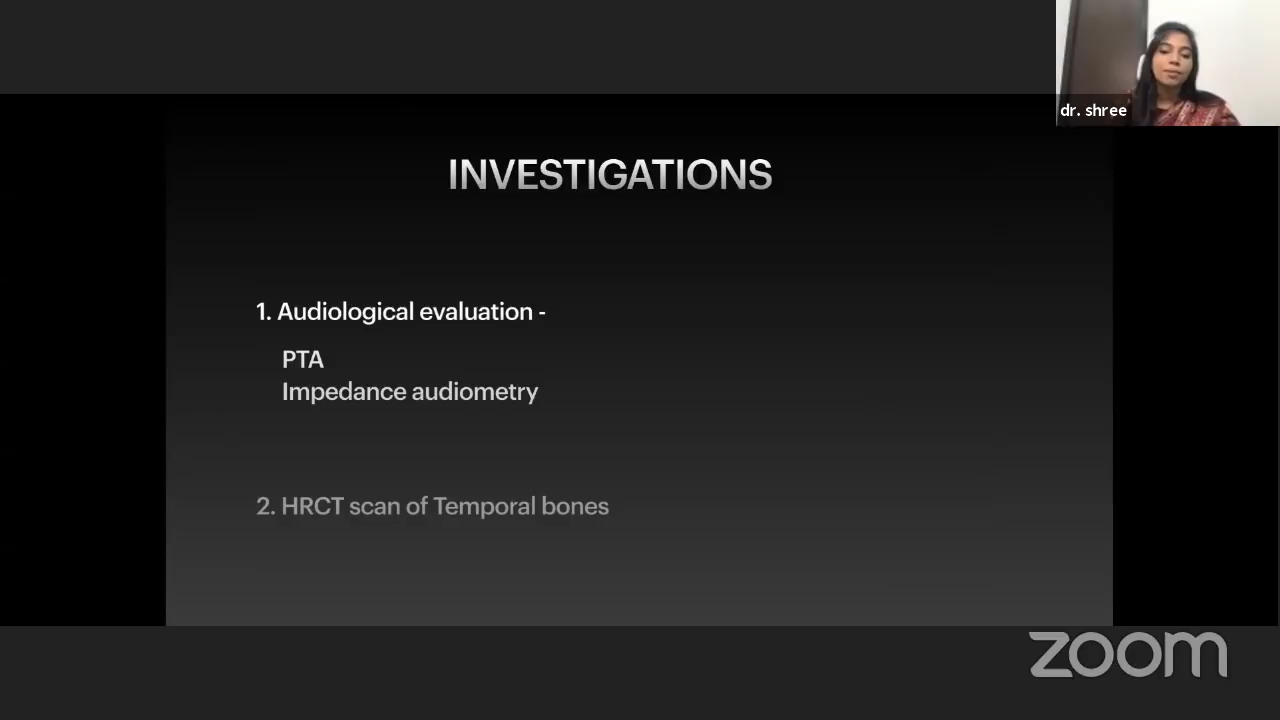 dr. shree
INVESTIGATIONS
1. Audiological evaluation -
PTA
Impedance audiometry
2. HRCT scan of Temporal bones
zoom